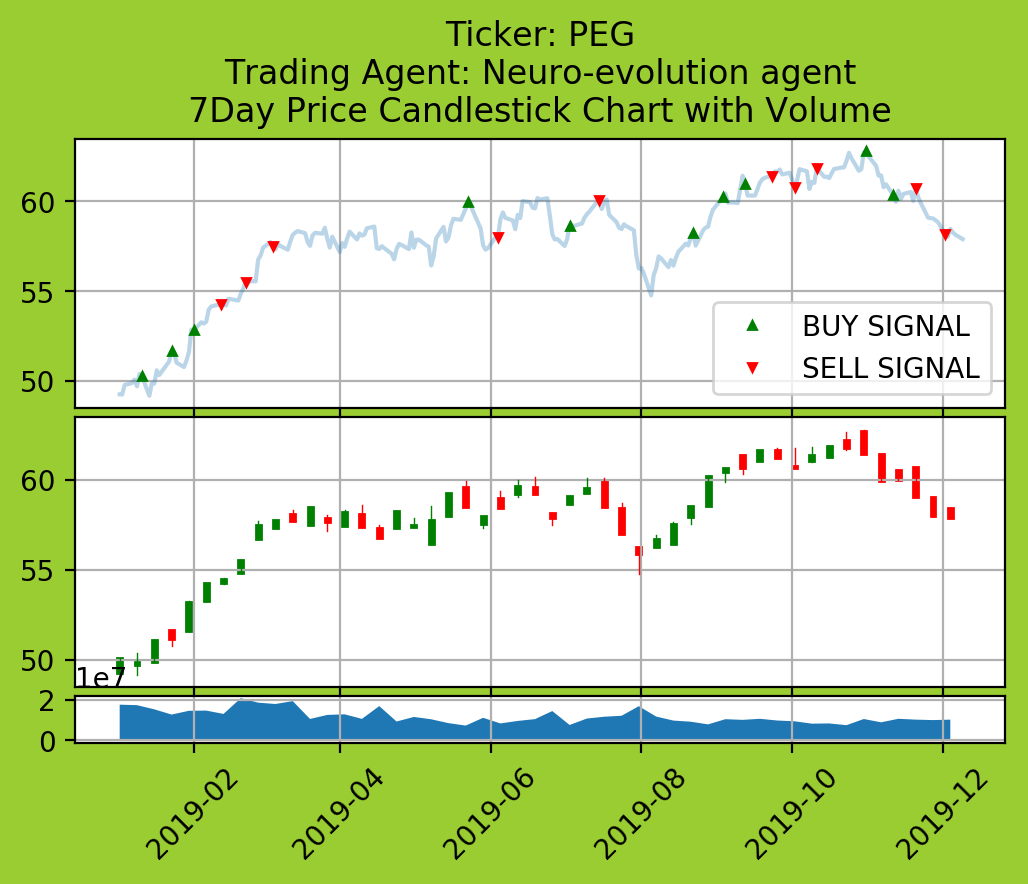 Ticker: PEG
Trading Agent: Neuro-evolution agent
7Day Price Candlestick Chart with Volume
60
55
50
BUY SIGNAL
SELL SIGNAL
60
55
50
1e7
2
0
2019-02
2019-04
2019-06
2019-08
2019-10
2019-12